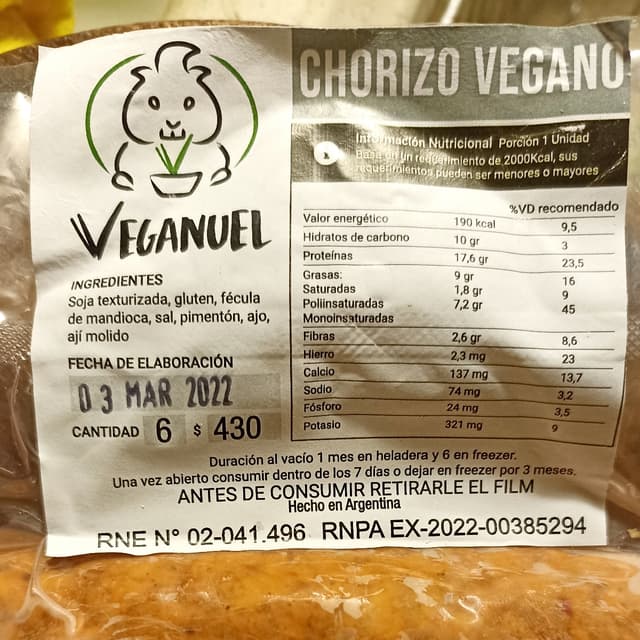 VEGANUEL
INGREDIENTES
Soja texturizada, gluten, fécula
de mandioca, sal, pimentón, ajo,
ají molido
FECHA DE ELABORACIÓN
03 MAR 2022
CANTIDAD 6 $ 430
CHORIZO VEGANO
Información Nutricional Porción 1 Unidad
Basa en un requerimiento de 2000Kcal, sus
requerimientos pueden ser menores o mayores
%VD recomendado
Valor energético 190 kcal 9,5
Hidratos de carbono 10 gr 3
Proteínas 17,6 gr 23,5
Grasas: 9 gr 16
Saturadas 1,8 gr 9
Poliinsaturadas 7,2 gr 45
Monoinsaturadas
Fibras 2,6 gr 8,6
Hierro 2,3 mg 23
Calcio 137 mg 13,7
Sodio 74 mg 3,2
Fósforo 24 mg 3,5
Potasio 321 mg 9
Duración al vacío 1 mes en heladera y 6 en freezer.
Una vez abierto consumir dentro de los 7 días o dejar en freezer por 3 meses.
ANTES DE CONSUMIR RETIRARLE EL FILM
Hecho en Argentina
RNE N° 02-041.496 RNPA EX-2022-00385294